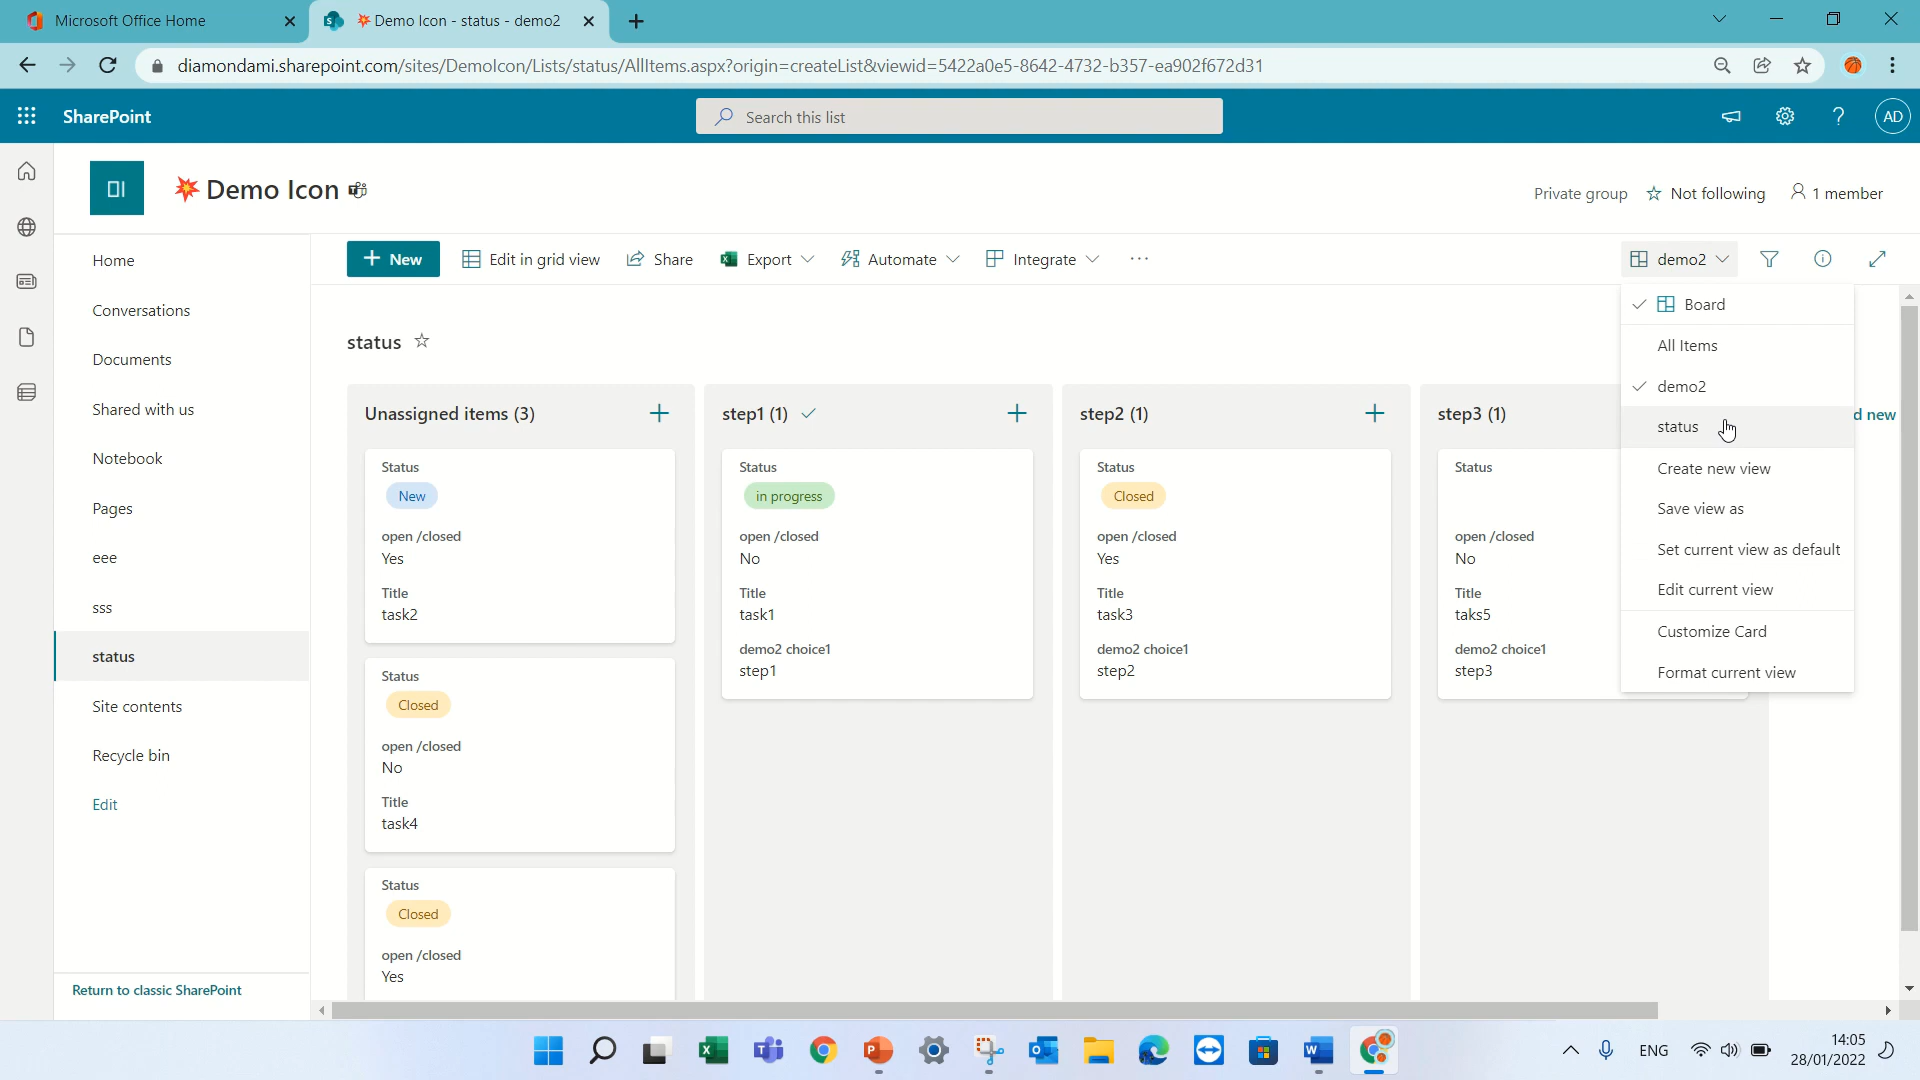 Microsoft Office Home
Demo Icon - status - demo2
diamondami.sharepoint.com/sites/DemoIcon/Lists/status/AllItems.aspx?origin=createList&viewid=5422a0e5-8642-4732-b357-ea902f672d31
SharePoint
Search this list
AD
Demo Icon
Private group
Not following
1 member
Home
Conversations
Documents
Shared with us
Notebook
Pages
eee
sss
status
Site contents
Recycle bin
Edit
Return to classic SharePoint
New
Edit in grid view
Share
Export
Automate
Integrate
demo2
status
Unassigned items (3)
Status
New
open /closed
Yes
Title
task2
Status
Closed
open /closed
No
Title
task4
Status
Closed
open /closed
Yes
step1 (1)
Status
in progress
open /closed
No
Title
task1
demo2 choice1
step1
step2 (1)
Status
Closed
open /closed
Yes
Title
task3
demo2 choice1
step2
step3 (1)
Status
open /closed
No
Title
taks5
demo2 choice1
step3
d new
Board
All Items
demo2
status
Create new view
Save view as
Set current view as default
Edit current view
Customize Card
Format current view
ENG
14:05
28/01/2022